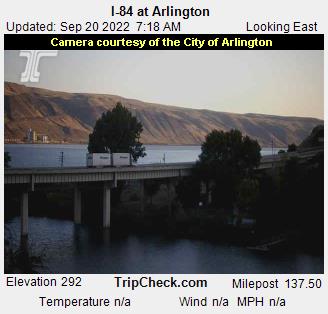 I-84 at Arlington
Updated: Sep 20 2022 7:18 AM Looking East
Camera courtesy of the City of Arlington
Elevation 292 TripCheck.com Milepost 137.50
Temperature n/a Wind n/a MPH n/a